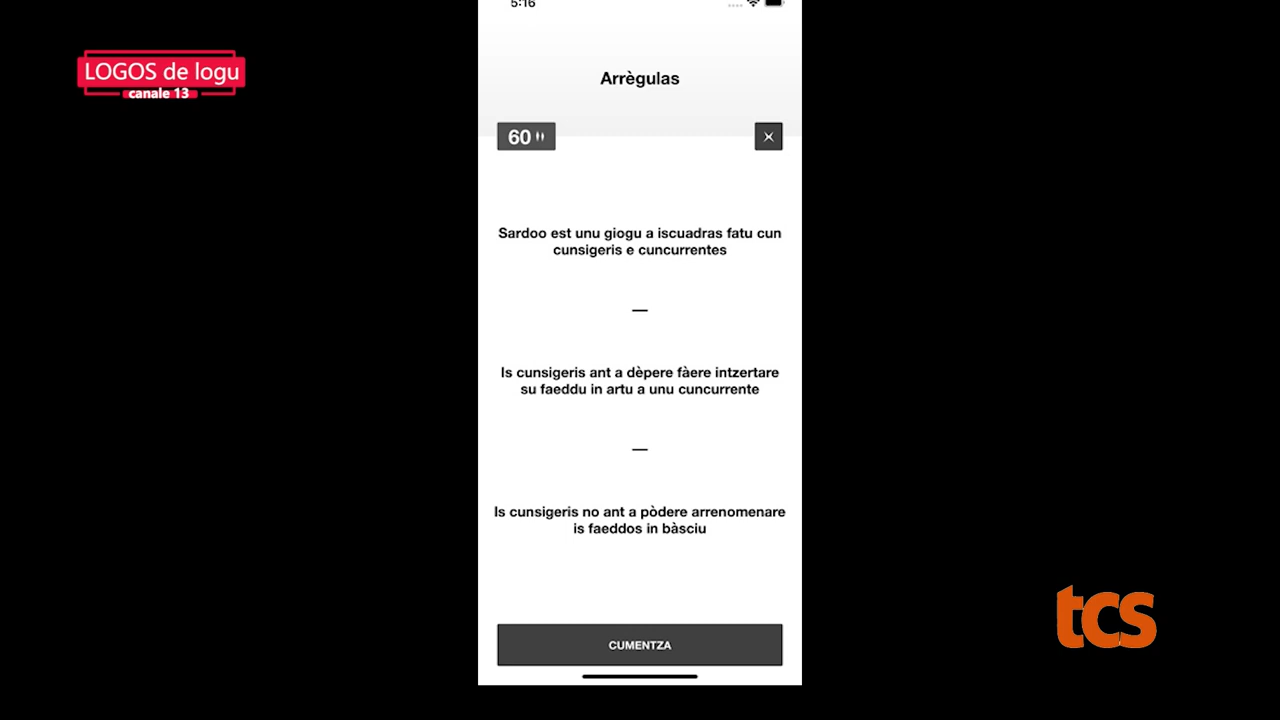 5:16
LOGOS de logu
canale 13
Arrègulas
60
Sardoo est unu giogu a iscuadras fatu cun
cunsigeris e cuncurrentes
Is cunsigeris ant a dèpere fàere intzertare
su faeddu in artu a unu cuncurrente
Is cunsigeris no ant a pòdere arrenomenare
is faeddos in bàsciu
CUMENTZA
tcs